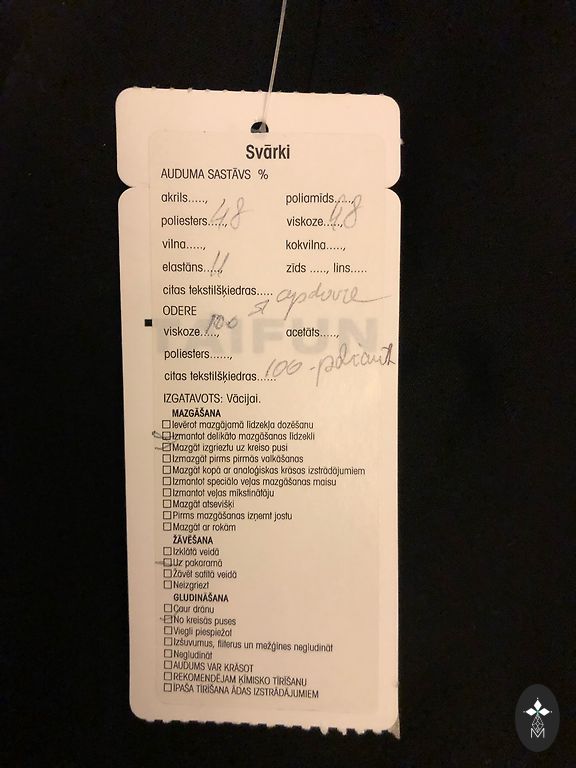 Svārki
AUDUMA SASTĀVS %
akrils....., poliamīds.....,
poliesters....., 48 viskoze....., 48
vilna....., kokvilna.....,
elastāns....., 4 zīds ....., lins.....
citas tekstilšķiedras.....
ODERE
TAIFUN
viskoze....., 100 acetāts.....,
poliesters......,
citas tekstilšķiedras...... 100
IZGATAVOTS: Vācijai.
MAZGĀŠANA
Ievērot mazgājamā līdzekļa dozēšanu
Izmantot delikāto mazgāšanas līdzekli
Mazgāt izgrieztu uz kreiso pusi
Izmazgāt pirms pirmās valkāšanas
Mazgāt kopā ar analoģiskas krāsas izstrādājumiem
Izmantot speciālo veļas mazgāšanas maisu
Izmantot veļas mīkstinātāju
Mazgāt atsevišķi
Pirms mazgāšanas izņemt jostu
Mazgāt ar rokām
ŽĀVĒŠANA
Izklātā veidā
Uz pakaramā
Žāvēt satītā veidā
Neizgriezt
GLUDINĀŠANA
Caur drānu
No kreisās puses
Viegli piespiežot
Izšuvumus, fliterus un mežģines negludināt
Negludināt
AUDUMS VAR KRĀSOT
REKOMENDĒJAM ĶĪMISKO TĪRĪŠANU
ĪPAŠA TĪRĪŠANA ĀDAS IZSTRĀDĀJUMIEM
M